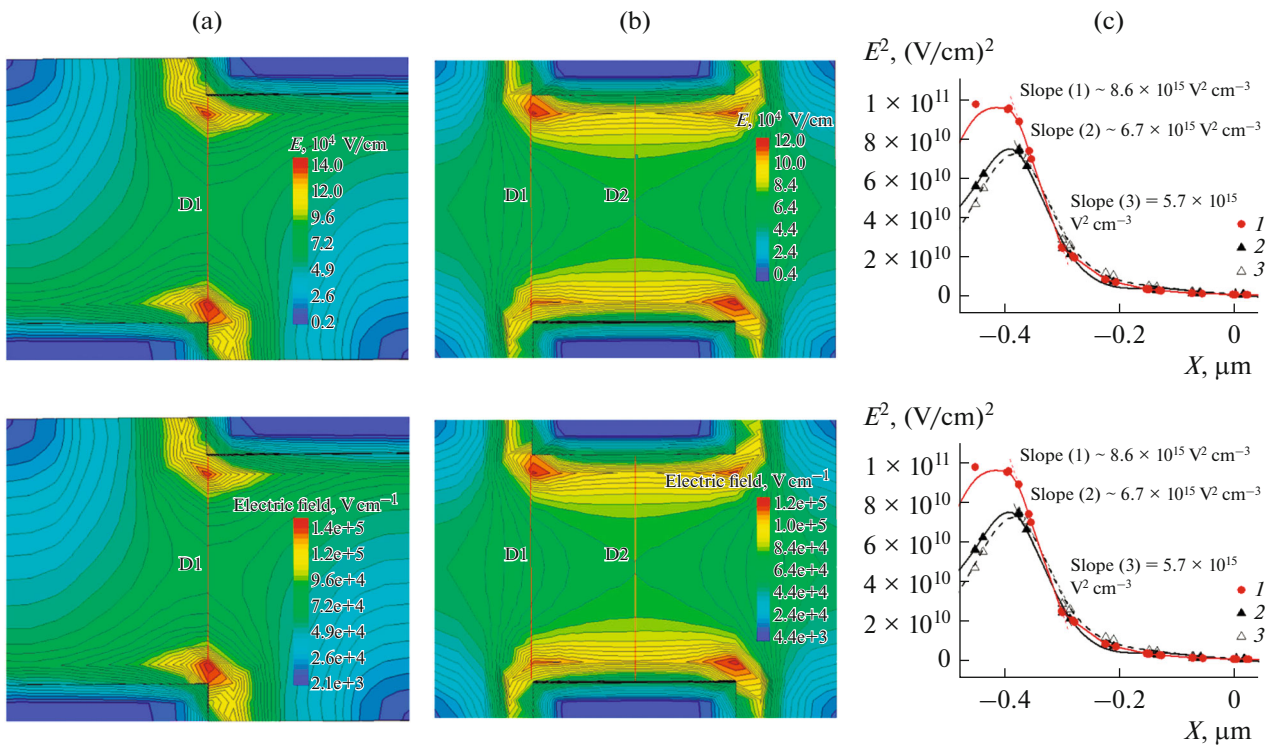 (a)
(b)
(c)
E, 10⁴ V/cm
14.0
12.0
9.6
7.2
4.9
2.6
0.2
D1
E, 10⁴ V/cm
12.0
10.0
8.4
6.4
4.4
2.4
0.4
D1
D2
E², (V/cm)²
1 × 10¹¹
8 × 10¹⁰
6 × 10¹⁰
4 × 10¹⁰
2 × 10¹⁰
0
Slope (1) ~ 8.6 × 10¹⁵ V² cm⁻³
Slope (2) ~ 6.7 × 10¹⁵ V² cm⁻³
Slope (3) = 5.7 × 10¹⁵
V² cm⁻³
1
2
3
−0.4
−0.2
0
X, μm
Electric field, V cm⁻¹
1.4e+5
1.2e+5
9.6e+4
7.2e+4
4.9e+4
2.6e+4
2.1e+3
D1
Electric field, V cm⁻¹
1.2e+5
1.0e+5
8.4e+4
6.4e+4
4.4e+4
2.4e+4
4.4e+3
D1
D2
E², (V/cm)²
1 × 10¹¹
8 × 10¹⁰
6 × 10¹⁰
4 × 10¹⁰
2 × 10¹⁰
0
Slope (1) ~ 8.6 × 10¹⁵ V² cm⁻³
Slope (2) ~ 6.7 × 10¹⁵ V² cm⁻³
Slope (3) = 5.7 × 10¹⁵
V² cm⁻³
1
2
3
−0.4
−0.2
0
X, μm